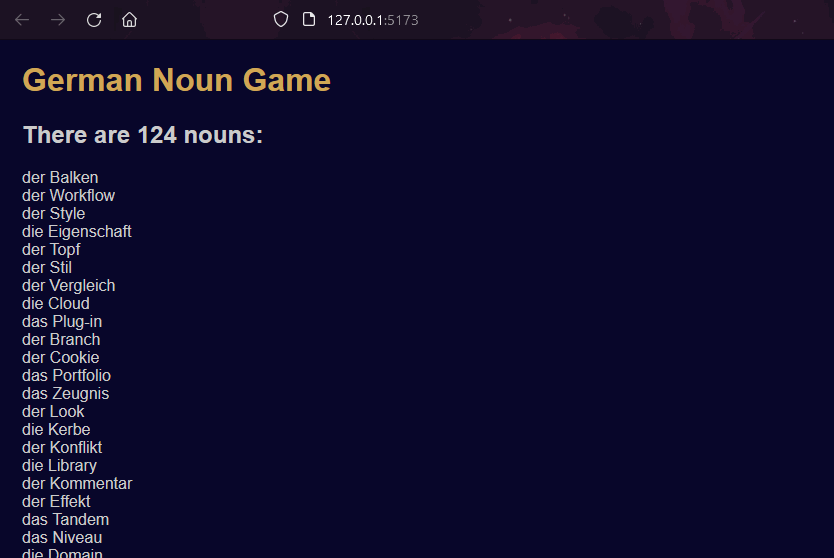 127.0.0.1:5173
German Noun Game
There are 124 nouns:
der Balken
der Workflow
der Style
die Eigenschaft
der Topf
der Stil
der Vergleich
die Cloud
das Plug-in
der Branch
der Cookie
das Portfolio
das Zeugnis
der Look
die Kerbe
der Konflikt
die Library
der Kommentar
der Effekt
das Tandem
das Niveau
die Domain